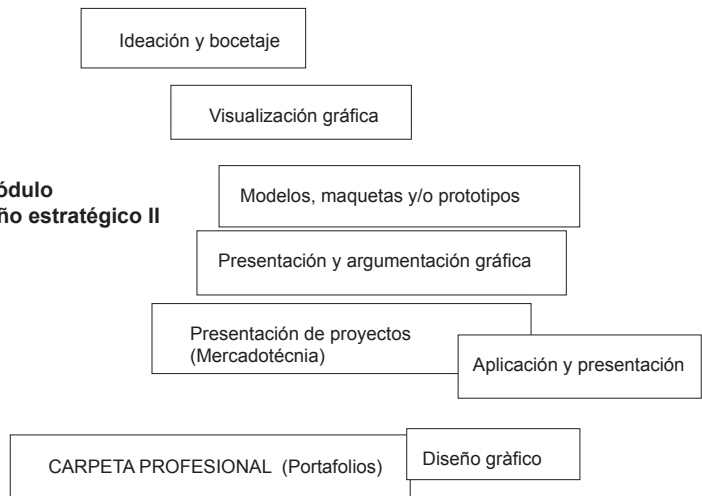 Ideación y bocetaje
Visualización gráfica
ódulo
ño estratégico II
Modelos, maquetas y/o prototipos
Presentación y argumentación gráfica
Presentación de proyectos
(Mercadotécnia)
Aplicación y presentación
CARPETA PROFESIONAL (Portafolios)
Diseño gràfico